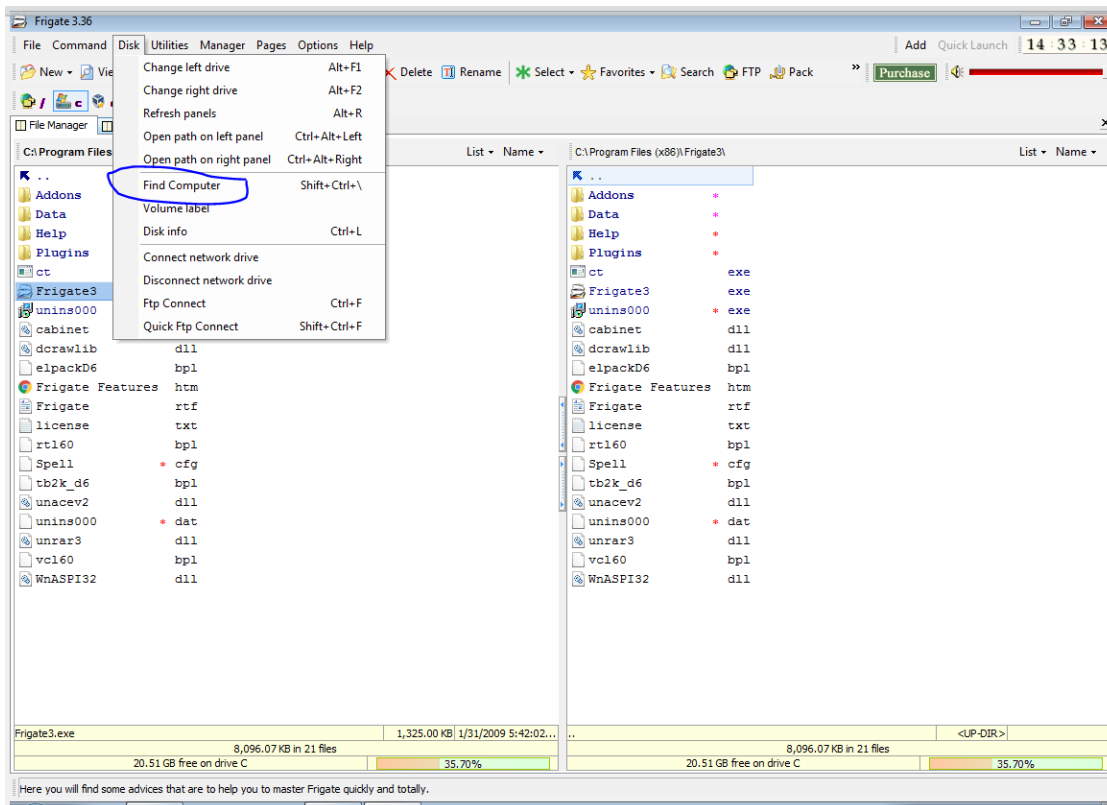 Frigate 3.36
File Command Disk Utilities Manager Pages Options Help Add Quick Launch 14:33:13
New Vie Delete Rename Select Favorites Search FTP Pack » Purchase
/ c
File Manager
C:\Program Files List Name C:\Program Files (x86)\Frigate3\ List Name
Change left drive Alt+F1
Change right drive Alt+F2
Refresh panels Alt+R
Open path on left panel Ctrl+Alt+Left
Open path on right panel Ctrl+Alt+Right
Find Computer Shift+Ctrl+\
Volume label
Disk info Ctrl+L
Connect network drive
Disconnect network drive
Ftp Connect Ctrl+F
Quick Ftp Connect Shift+Ctrl+F
..
Addons
Data
Help
Plugins
ct
Frigate3
unins000
cabinet
dcrawlib dll
elpackD6 bpl
Frigate Features htm
Frigate rtf
license txt
rtl60 bpl
Spell * cfg
tb2k_d6 bpl
unacev2 dll
unins000 * dat
unrar3 dll
vcl60 bpl
WnASPI32 dll
..
Addons *
Data *
Help *
Plugins *
ct exe
Frigate3 exe
unins000 * exe
cabinet dll
dcrawlib dll
elpackD6 bpl
Frigate Features htm
Frigate rtf
license txt
rtl60 bpl
Spell * cfg
tb2k_d6 bpl
unacev2 dll
unins000 * dat
unrar3 dll
vcl60 bpl
WnASPI32 dll
Frigate3.exe 1,325.00 KB 1/31/2009 5:42:02... .. <UP-DIR>
8,096.07 KB in 21 files 8,096.07 KB in 21 files
20.51 GB free on drive C 35.70% 20.51 GB free on drive C 35.70%
Here you will find some advices that are to help you to master Frigate quickly and totally.